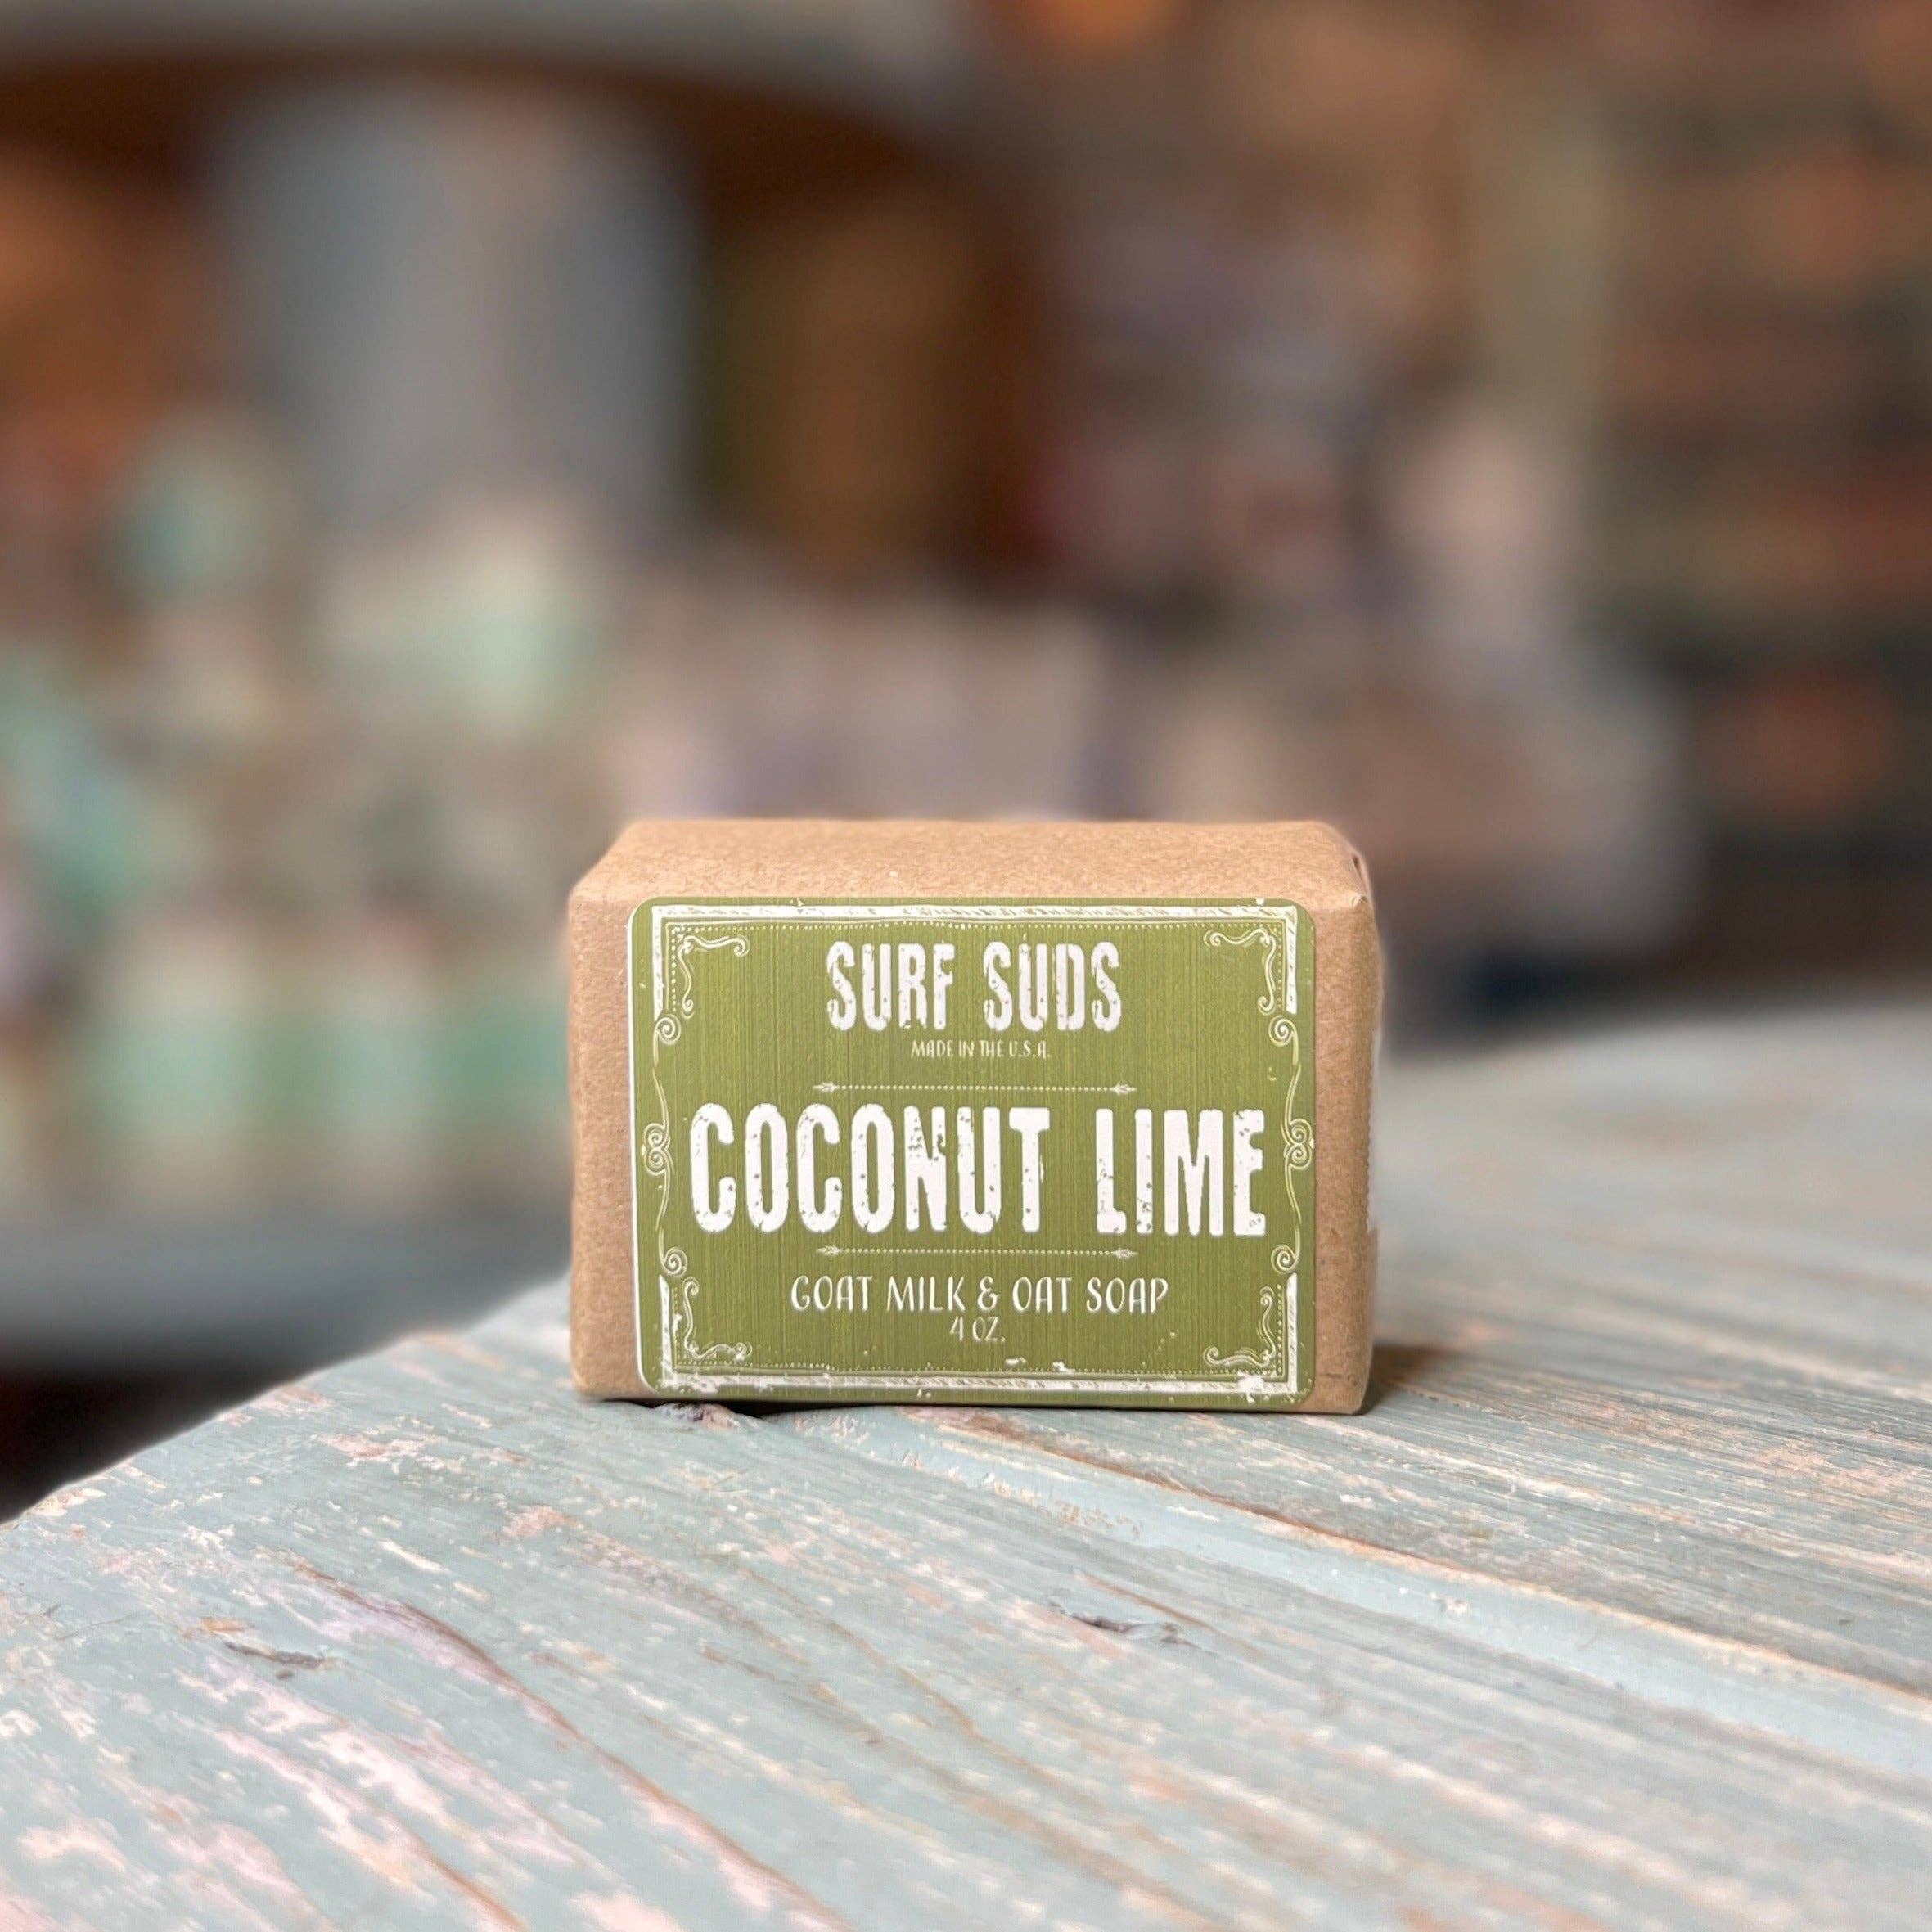 SURF SUDS
MADE IN THE U.S.A.
COCONUT LIME
GOAT MILK & OAT SOAP
4 OZ.